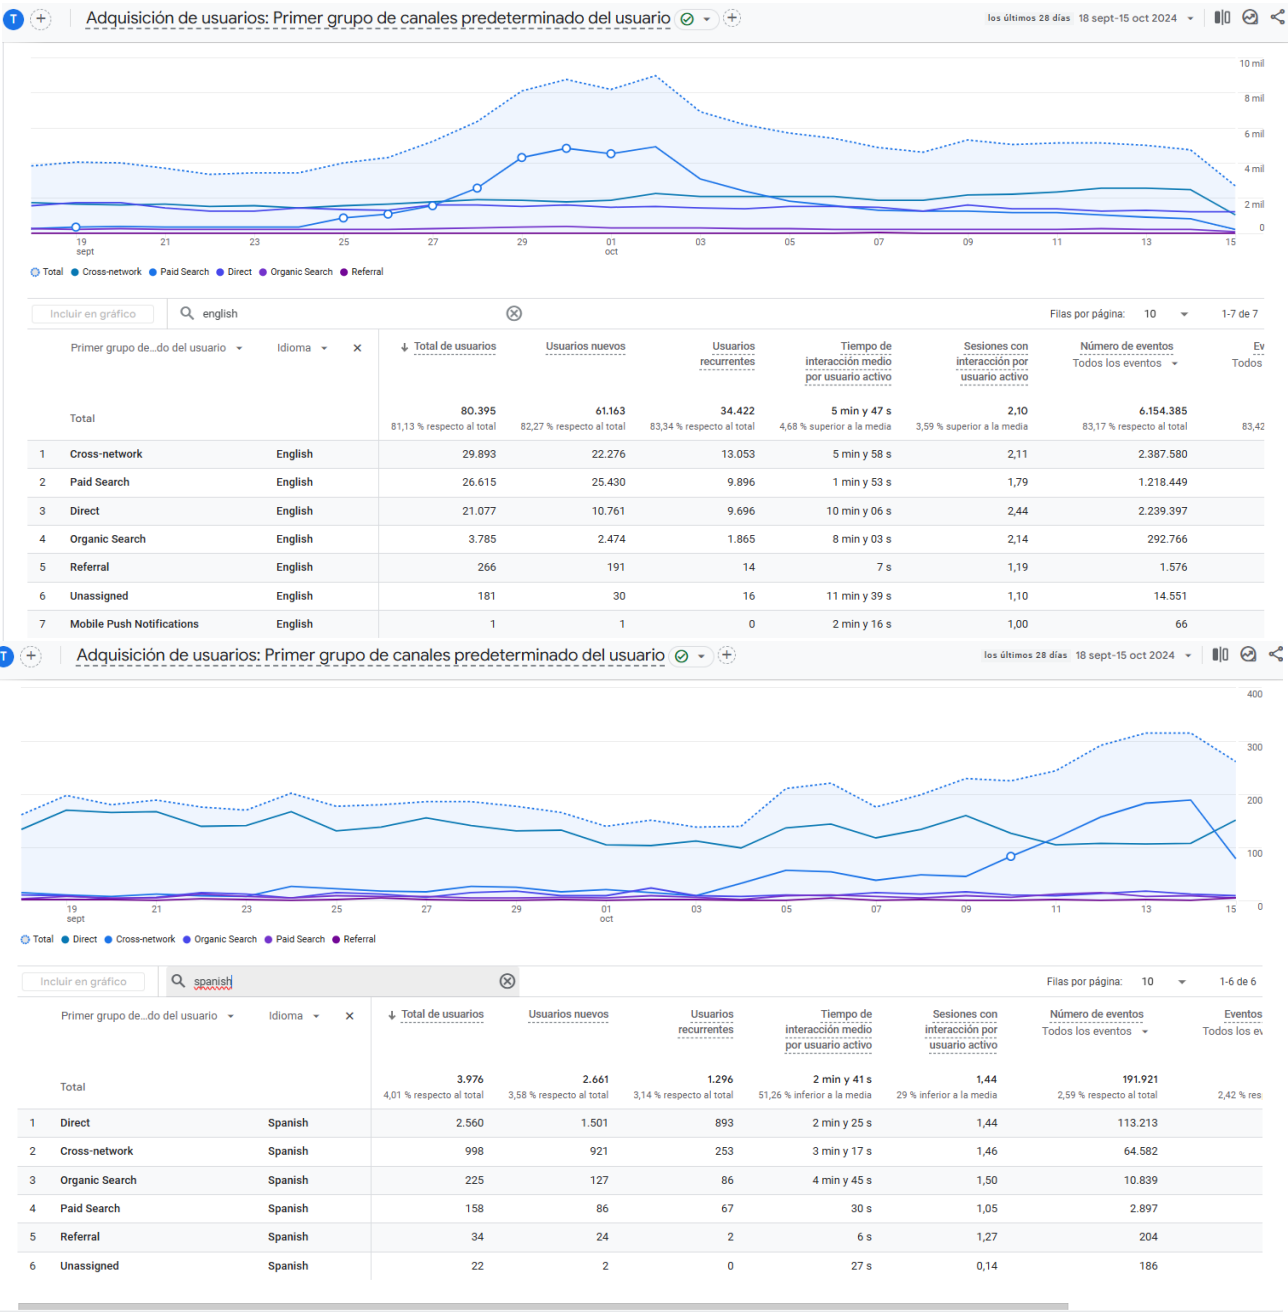 T
Adquisición de usuarios: Primer grupo de canales predeterminado del usuario
los últimos 28 días 18 sept-15 oct 2024
10 mil
8 mil
6 mil
4 mil
2 mil
0
19 21 23 25 27 29 01 03 05 07 09 11 13 15
sept oct
Total Cross-network Paid Search Direct Organic Search Referral
Incluir en gráfico english Filas por página: 10 1-7 de 7
Primer grupo de...do del usuario Idioma Total de usuarios Usuarios nuevos Usuarios recurrentes Tiempo de interacción medio por usuario activo Sesiones con interacción por usuario activo Número de eventos Todos los eventos Ev Todos
Total 80.395 61.163 34.422 5 min y 47 s 2,10 6.154.385
81,13 % respecto al total 82,27 % respecto al total 83,34 % respecto al total 4,68 % superior a la media 3,59 % superior a la media 83,17 % respecto al total 83,42
1 Cross-network English 29.893 22.276 13.053 5 min y 58 s 2,11 2.387.580
2 Paid Search English 26.615 25.430 9.896 1 min y 53 s 1,79 1.218.449
3 Direct English 21.077 10.761 9.696 10 min y 06 s 2,44 2.239.397
4 Organic Search English 3.785 2.474 1.865 8 min y 03 s 2,14 292.766
5 Referral English 266 191 14 7 s 1,19 1.576
6 Unassigned English 181 30 16 11 min y 39 s 1,10 14.551
7 Mobile Push Notifications English 1 1 0 2 min y 16 s 1,00 66
T
Adquisición de usuarios: Primer grupo de canales predeterminado del usuario
los últimos 28 días 18 sept-15 oct 2024
400
300
200
100
0
19 21 23 25 27 29 01 03 05 07 09 11 13 15
sept oct
Total Direct Cross-network Organic Search Paid Search Referral
Incluir en gráfico spanish Filas por página: 10 1-6 de 6
Primer grupo de...do del usuario Idioma Total de usuarios Usuarios nuevos Usuarios recurrentes Tiempo de interacción medio por usuario activo Sesiones con interacción por usuario activo Número de eventos Todos los eventos Eventos Todos los ev
Total 3.976 2.661 1.296 2 min y 41 s 1,44 191.921
4,01 % respecto al total 3,58 % respecto al total 3,14 % respecto al total 51,26 % inferior a la media 29 % inferior a la media 2,59 % respecto al total 2,42 % res
1 Direct Spanish 2.560 1.501 893 2 min y 25 s 1,44 113.213
2 Cross-network Spanish 998 921 253 3 min y 17 s 1,46 64.582
3 Organic Search Spanish 225 127 86 4 min y 45 s 1,50 10.839
4 Paid Search Spanish 158 86 67 30 s 1,05 2.897
5 Referral Spanish 34 24 2 6 s 1,27 204
6 Unassigned Spanish 22 2 0 27 s 0,14 186